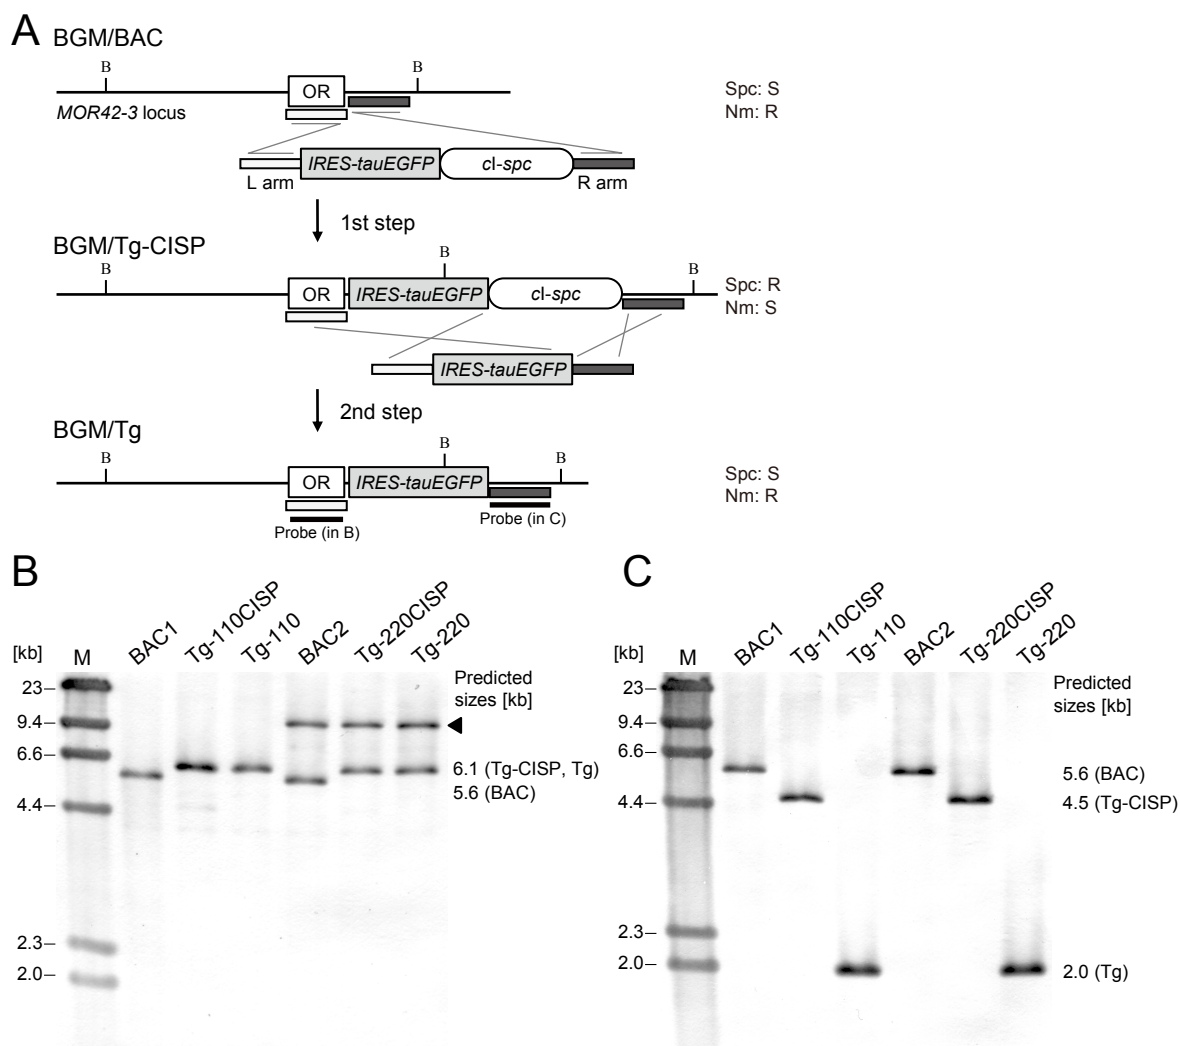 A
BGM/BAC
B
B
OR
MOR42-3 locus
Spc: S
Nm: R
IRES-tauEGFP
cI-spc
L arm
R arm
1st step
BGM/Tg-CISP
B
B
B
OR
IRES-tauEGFP
cI-spc
Spc: R
Nm: S
IRES-tauEGFP
2nd step
BGM/Tg
B
B
B
OR
IRES-tauEGFP
Spc: S
Nm: R
Probe (in B)
Probe (in C)
B
[kb]
M
BAC1
Tg-110CISP
Tg-110
BAC2
Tg-220CISP
Tg-220
Predicted
sizes [kb]
23
9.4
6.6
4.4
2.3
2.0
6.1 (Tg-CISP, Tg)
5.6 (BAC)
C
[kb]
M
BAC1
Tg-110CISP
Tg-110
BAC2
Tg-220CISP
Tg-220
Predicted
sizes [kb]
23
9.4
6.6
4.4
2.3
2.0
5.6 (BAC)
4.5 (Tg-CISP)
2.0 (Tg)